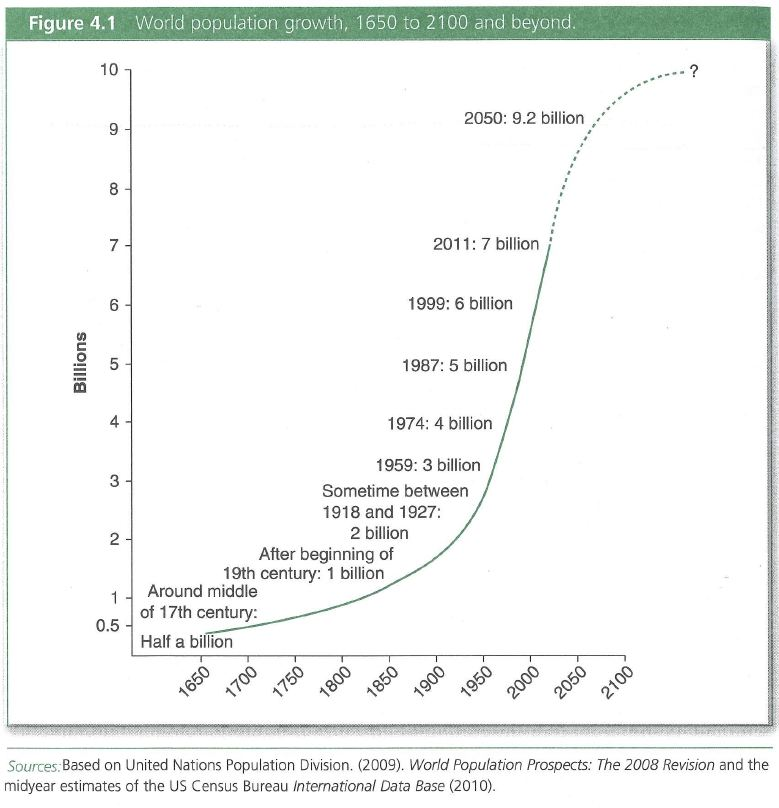 Figure 4.1 World population growth, 1650 to 2100 and beyond.
10
?
2050: 9.2 billion
9
8
2011: 7 billion
7
1999: 6 billion
6
Billions
1987: 5 billion
5
1974: 4 billion
4
1959: 3 billion
3
Sometime between
1918 and 1927:
2 billion
2
After beginning of
19th century: 1 billion
1
Around middle
of 17th century:
0.5
Half a billion
1650 1700 1750 1800 1850 1900 1950 2000 2050 2100
Sources: Based on United Nations Population Division. (2009). World Population Prospects: The 2008 Revision and the
midyear estimates of the US Census Bureau International Data Base (2010).